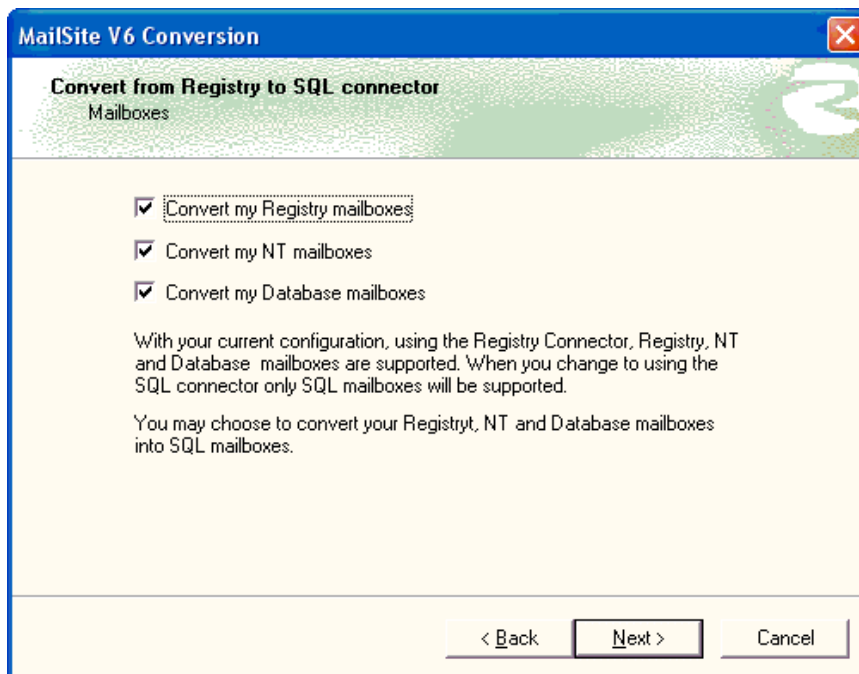 MailSite V6 Conversion
Convert from Registry to SQL connector
Mailboxes
Convert my Registry mailboxes
Convert my NT mailboxes
Convert my Database mailboxes
With your current configuration, using the Registry Connector, Registry, NT
and Database mailboxes are supported. When you change to using the
SQL connector only SQL mailboxes will be supported.
You may choose to convert your Registryt, NT and Database mailboxes
into SQL mailboxes.
< Back
Next >
Cancel